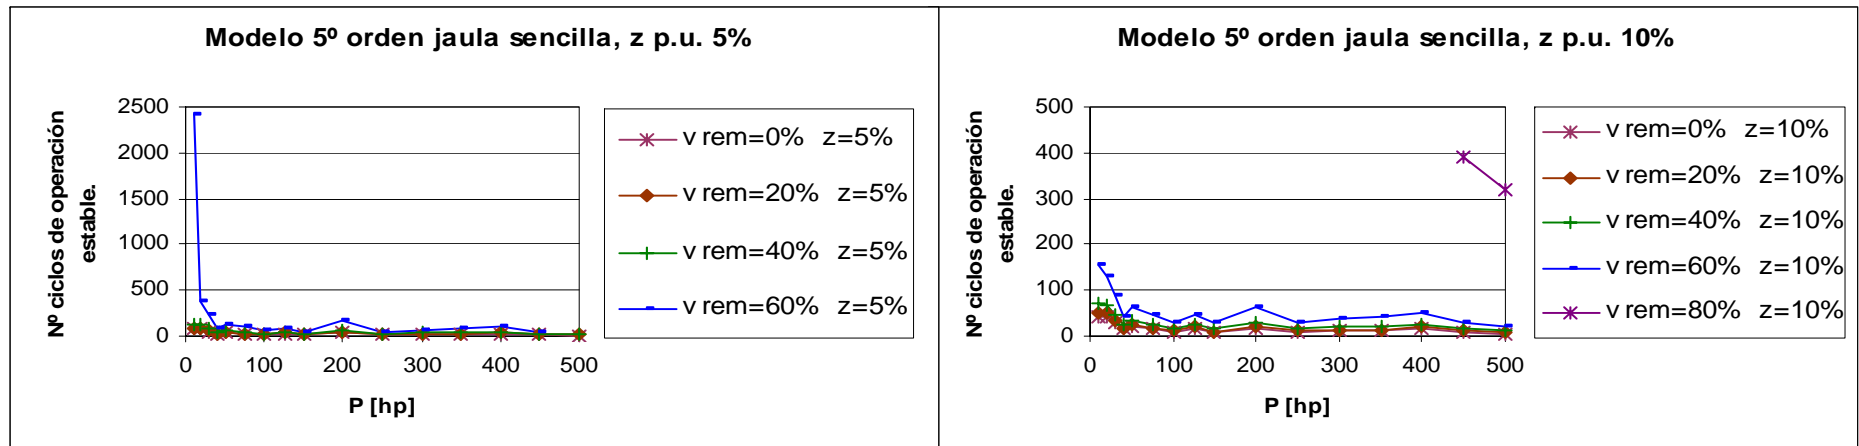 Modelo 5º orden jaula sencilla, z p.u. 5%
Nº ciclos de operación
estable.
2500
2000
1500
1000
500
0
0 100 200 300 400 500
P [hp]
v rem=0% z=5%
v rem=20% z=5%
v rem=40% z=5%
v rem=60% z=5%
Modelo 5º orden jaula sencilla, z p.u. 10%
Nº ciclos de operación
estable.
500
400
300
200
100
0
0 100 200 300 400 500
P [hp]
v rem=0% z=10%
v rem=20% z=10%
v rem=40% z=10%
v rem=60% z=10%
v rem=80% z=10%